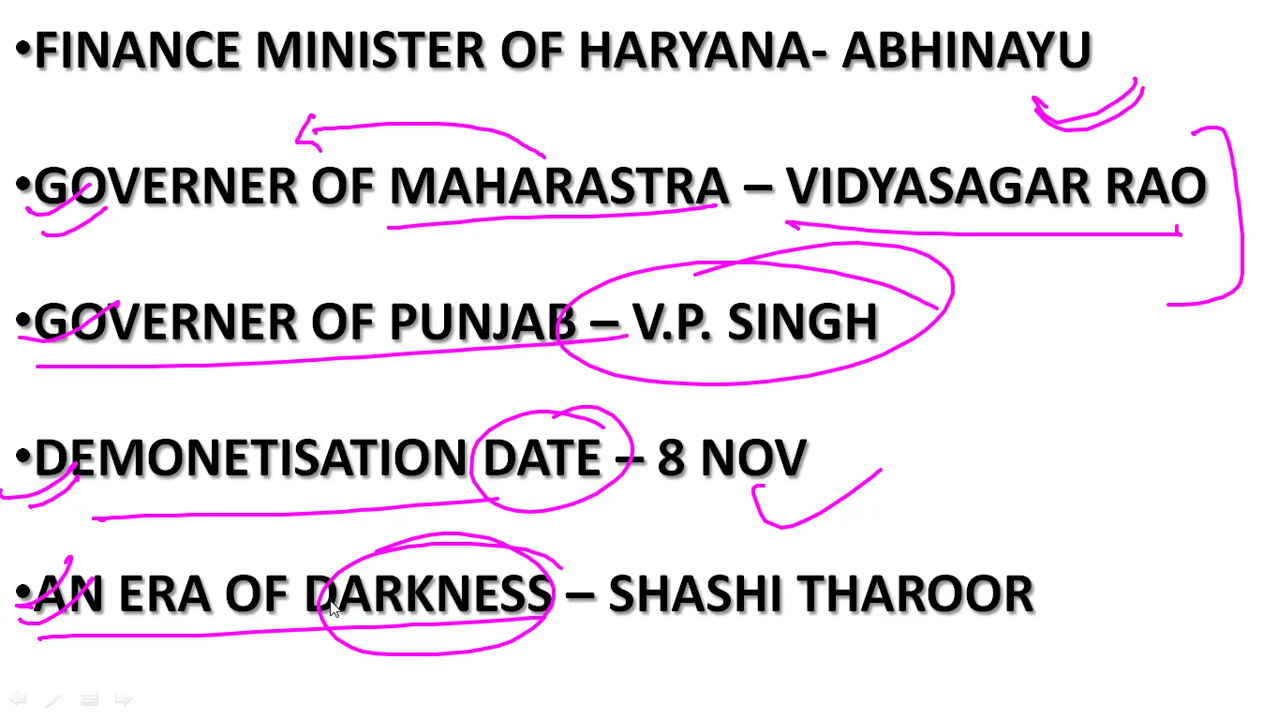 •FINANCE MINISTER OF HARYANA- ABHINAYU
•GOVERNER OF MAHARASTRA – VIDYASAGAR RAO
•GOVERNER OF PUNJAB – V.P. SINGH
•DEMONETISATION DATE – 8 NOV
•AN ERA OF DARKNESS – SHASHI THAROOR